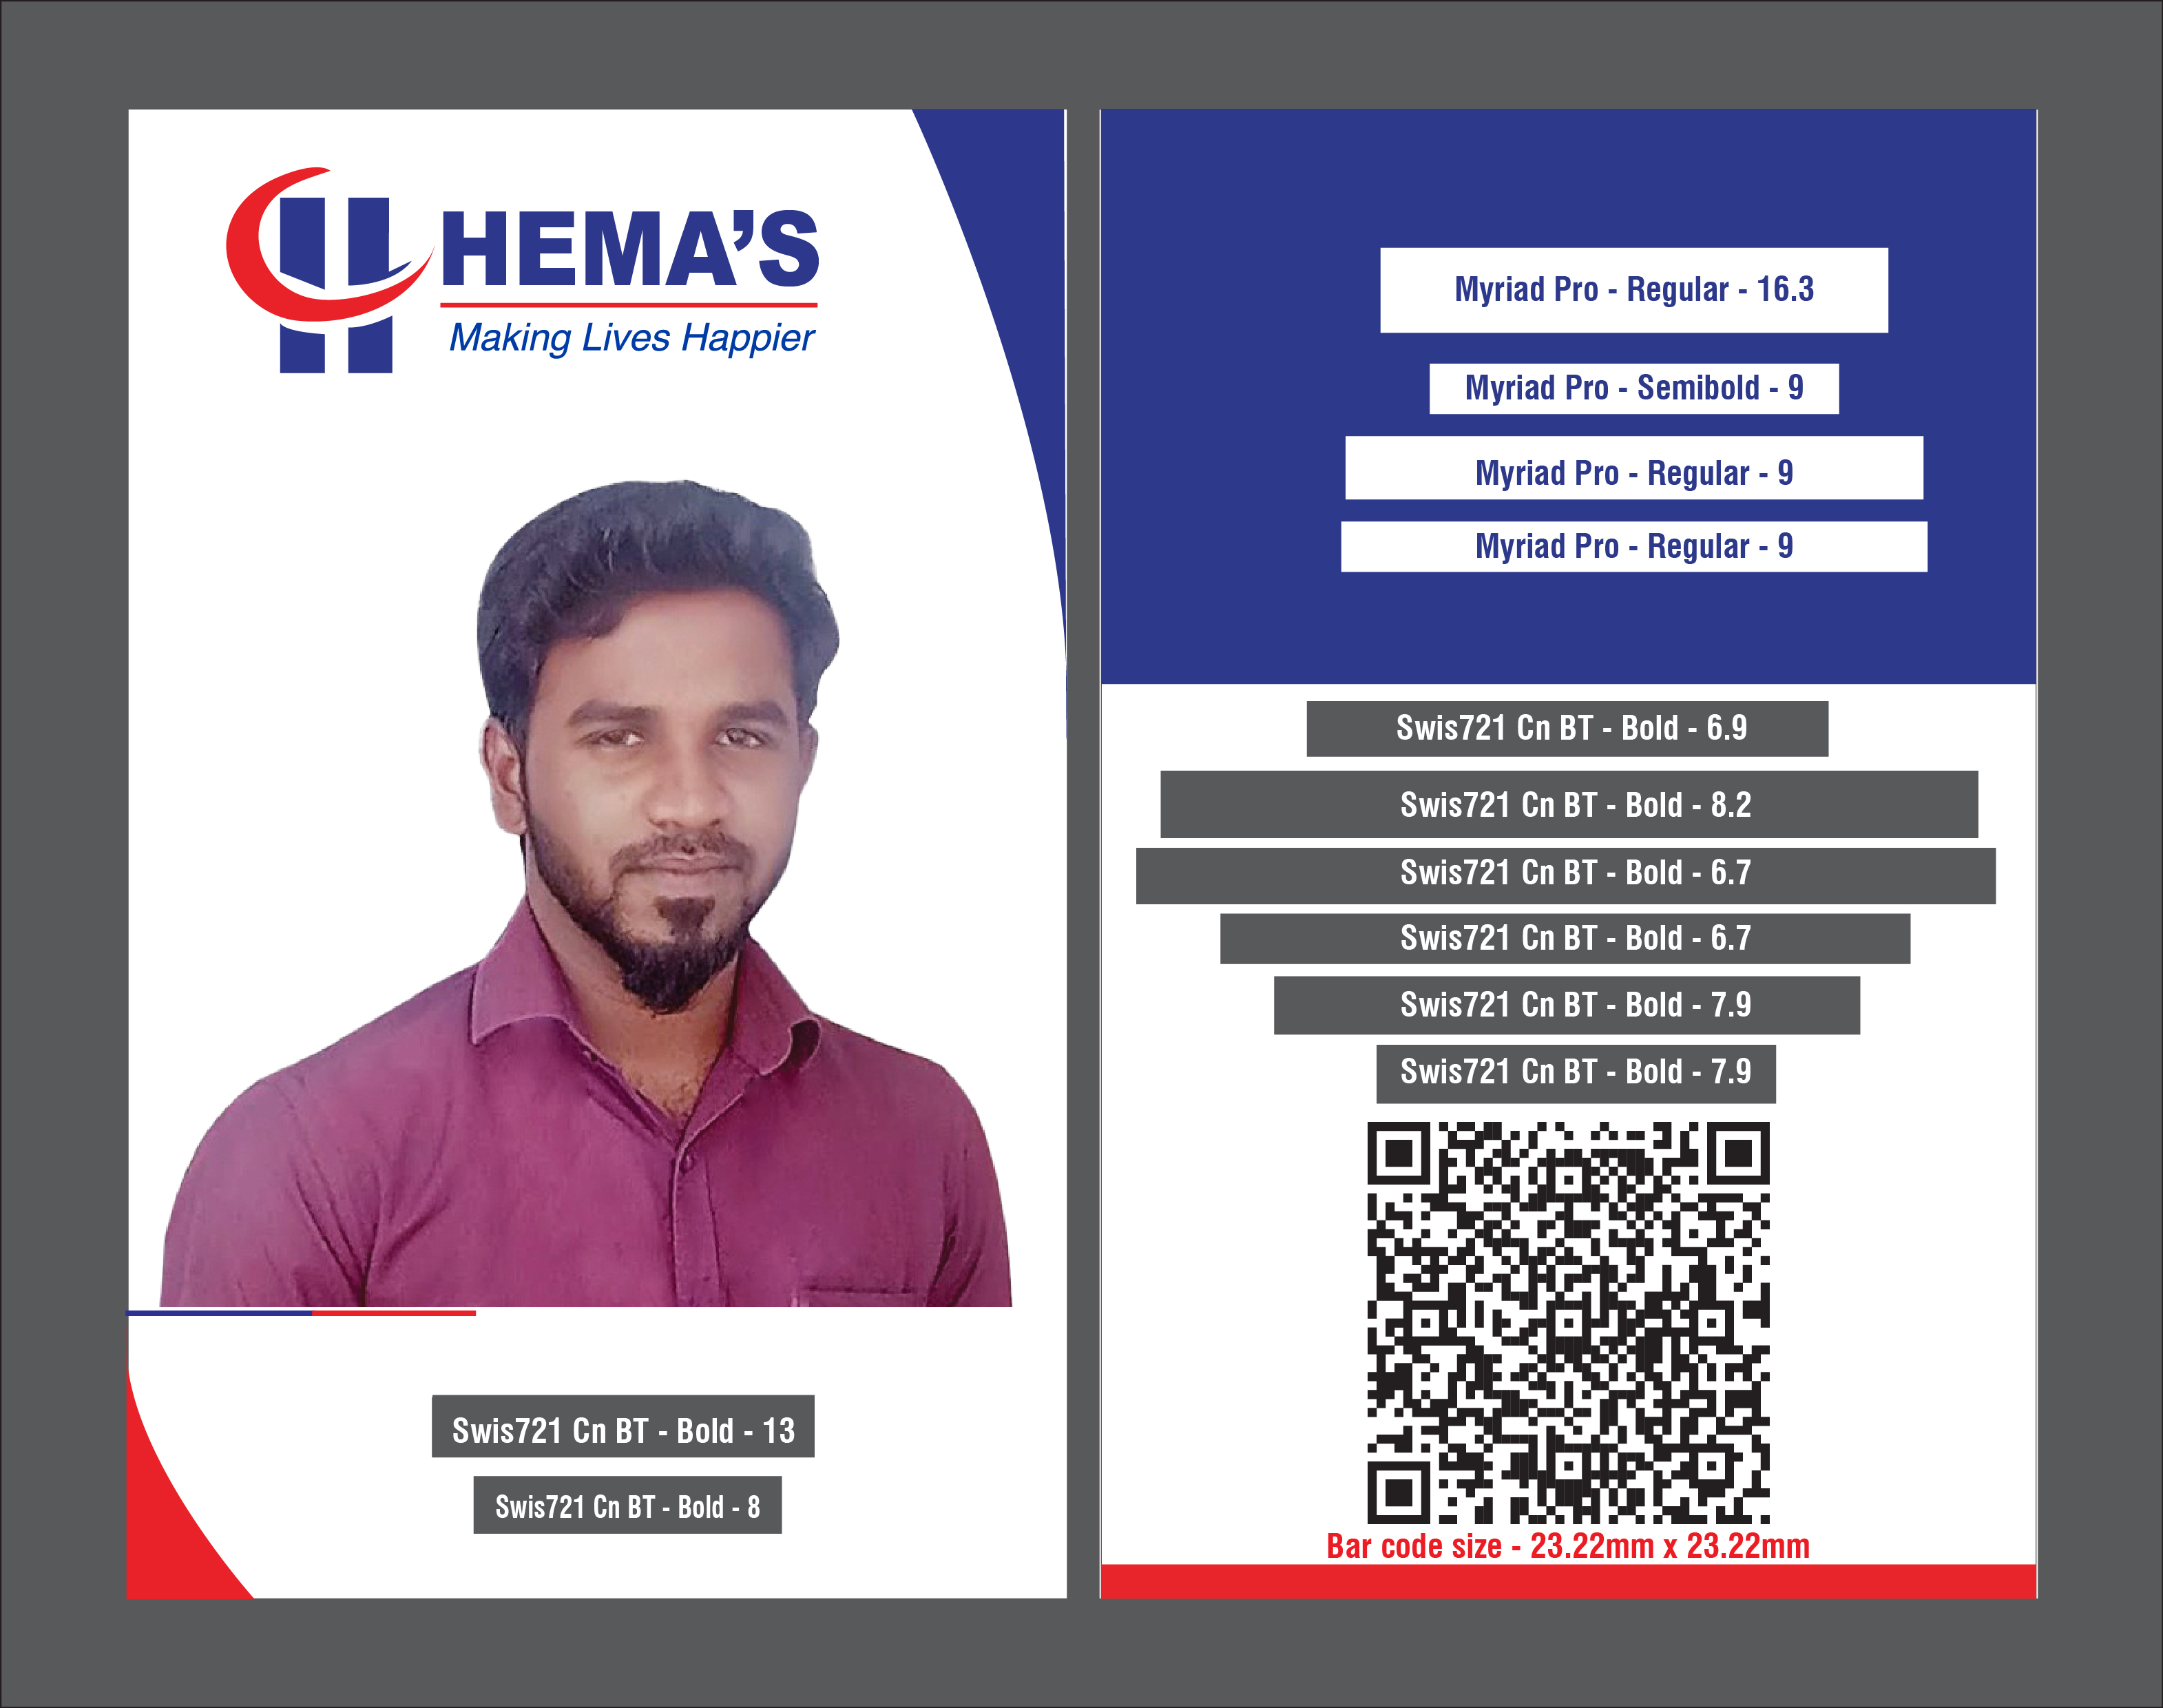 HEMA’S
Making Lives Happier
Swis721 Cn BT - Bold - 13
Swis721 Cn BT - Bold - 8
Myriad Pro - Regular - 16.3
Myriad Pro - Semibold - 9
Myriad Pro - Regular - 9
Myriad Pro - Regular - 9
Swis721 Cn BT - Bold - 6.9
Swis721 Cn BT - Bold - 8.2
Swis721 Cn BT - Bold - 6.7
Swis721 Cn BT - Bold - 6.7
Swis721 Cn BT - Bold - 7.9
Swis721 Cn BT - Bold - 7.9
Bar code size - 23.22mm x 23.22mm